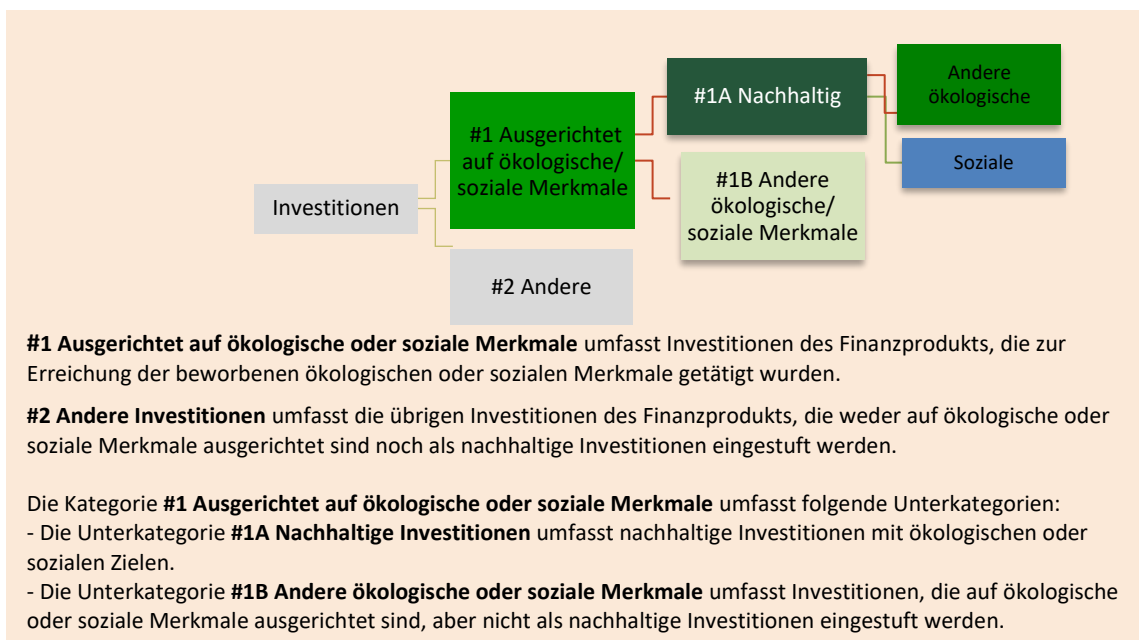 Investitionen
#1 Ausgerichtet
auf ökologische/
soziale Merkmale
#2 Andere
#1A Nachhaltig
#1B Andere
ökologische/
soziale Merkmale
Andere
ökologische
Soziale
#1 Ausgerichtet auf ökologische oder soziale Merkmale umfasst Investitionen des Finanzprodukts, die zur
Erreichung der beworbenen ökologischen oder sozialen Merkmale getätigt wurden.
#2 Andere Investitionen umfasst die übrigen Investitionen des Finanzprodukts, die weder auf ökologische oder
soziale Merkmale ausgerichtet sind noch als nachhaltige Investitionen eingestuft werden.
Die Kategorie #1 Ausgerichtet auf ökologische oder soziale Merkmale umfasst folgende Unterkategorien:
- Die Unterkategorie #1A Nachhaltige Investitionen umfasst nachhaltige Investitionen mit ökologischen oder
sozialen Zielen.
- Die Unterkategorie #1B Andere ökologische oder soziale Merkmale umfasst Investitionen, die auf ökologische
oder soziale Merkmale ausgerichtet sind, aber nicht als nachhaltige Investitionen eingestuft werden.